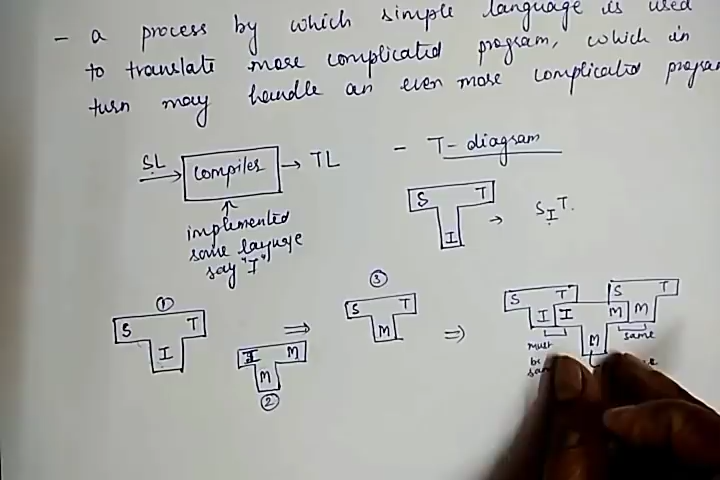 - a process by which simple language is used
to translate more complicated program, which in
turn may handle an even more complicated program
SL
compiler
TL
- T-diagram
implemented
some language
say "I"
S T
I
S I T.
①
S T
I
I M
M
②
③
S T
M
S T
S T
I I
M M
M
must
be
same
same